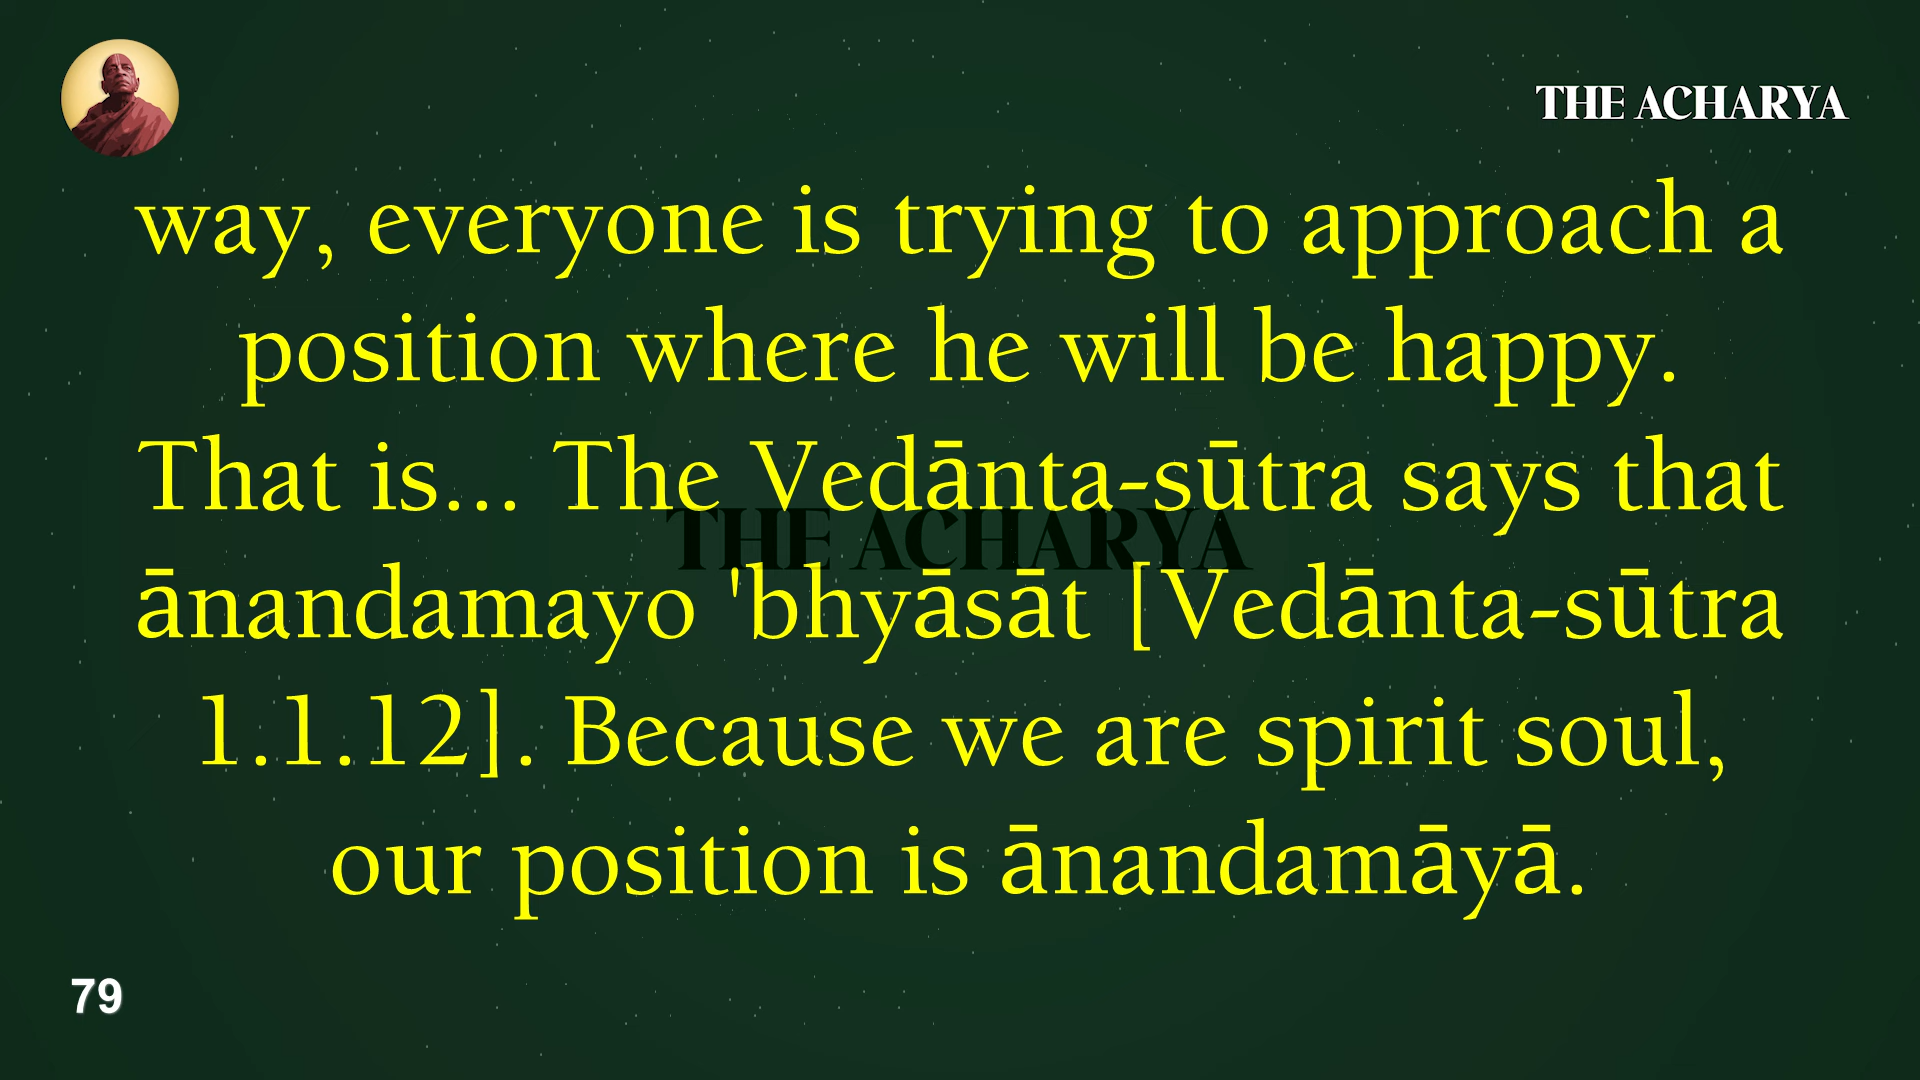 THE ACHARYA
way, everyone is trying to approach a
position where he will be happy.
That is... The Vedānta-sūtra says that
THE ACHARYA
ānandamayo 'bhyāsāt [Vedānta-sūtra
1.1.12]. Because we are spirit soul,
our position is ānandamāyā.
79